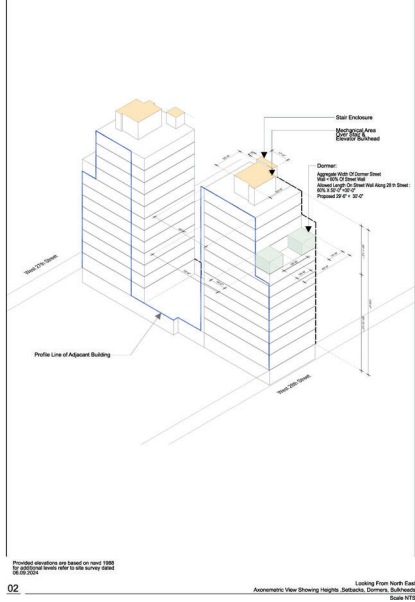 Stair Enclosure
Mechanical Area
Over Stair &
Elevator Bulkhead
Dormer:
Aggregate Width Of Dormer Street
Wall < 60% Of Street Wall
Allowed Length On Street Wall Along 28 th Street :
60% X 50'-0" =30'-0"
Proposed 29'-6" < 30'-0"
West 27th Street
Profile Line of Adjacent Building
West 28th Street
Provided elevations are based on navd 1988
for additional levels refer to site survey dated
06.09.2024
02
Looking From North East
Axonometric View Showing Heights ,Setbacks, Dormers, Bulkheads
Scale NTS